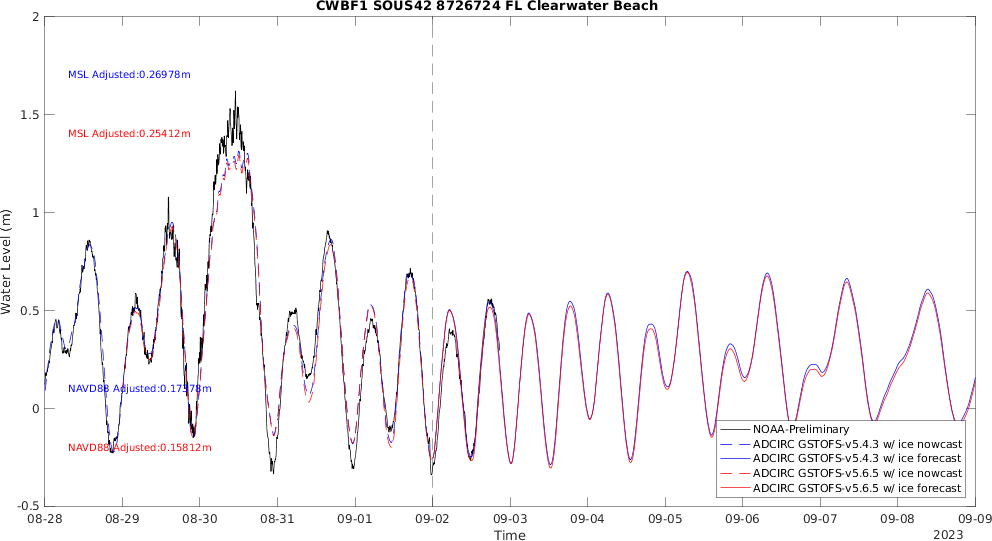 CWBF1 SOUS42 8726724 FL Clearwater Beach
2
1.5
1
0.5
0
-0.5
Water Level (m)
MSL Adjusted:0.26978m
MSL Adjusted:0.25412m
NAVD88 Adjusted:0.17378m
NAVD88 Adjusted:0.15812m
NOAA-Preliminary
ADCIRC GSTOFS-v5.4.3 w/ ice nowcast
ADCIRC GSTOFS-v5.4.3 w/ ice forecast
ADCIRC GSTOFS-v5.6.5 w/ ice nowcast
ADCIRC GSTOFS-v5.6.5 w/ ice forecast
08-28 08-29 08-30 08-31 09-01 09-02 09-03 09-04 09-05 09-06 09-07 09-08 09-09
Time
2023